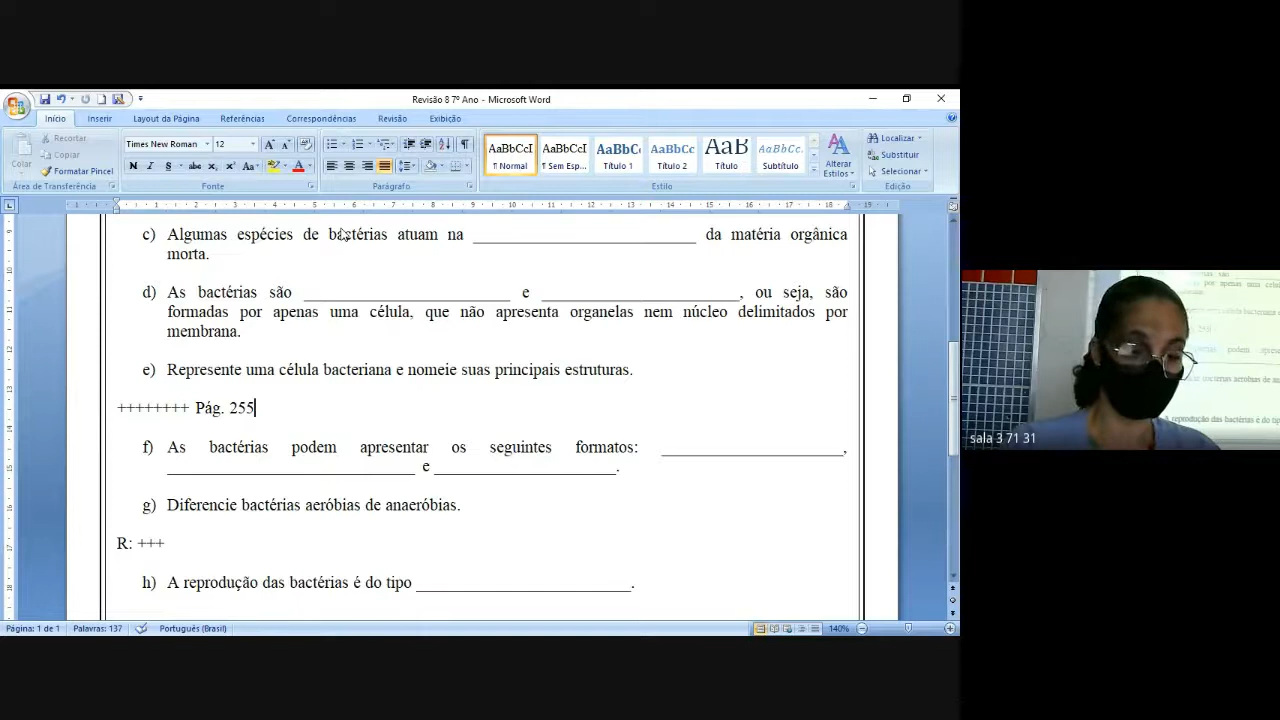 Revisão 8 7º Ano - Microsoft Word
Início Inserir Layout da Página Referências Correspondências Revisão Exibição
Colar
Recortar
Copiar
Formatar Pincel
Área de Transferência
Times New Roman 12
Fonte
Parágrafo
AaBbCcI AaBbCcI AaBbC AaBbCc AaB AaBbCc.
¶ Normal ¶ Sem Esp... Título 1 Título 2 Título Subtítulo
Alterar Estilos
Estilo
Localizar
Substituir
Selecionar
Edição
c) Algumas espécies de bactérias atuam na ____________________________ da matéria orgânica
morta.
d) As bactérias são __________________________ e _________________________, ou seja, são
formadas por apenas uma célula, que não apresenta organelas nem núcleo delimitados por
membrana.
e) Represente uma célula bacteriana e nomeie suas principais estruturas.
++++++++ Pág. 255
f) As bactérias podem apresentar os seguintes formatos: _______________________,
_______________________________ e _______________________.
g) Diferencie bactérias aeróbias de anaeróbias.
R: +++
h) A reprodução das bactérias é do tipo ___________________________.
Página: 1 de 1 Palavras: 137 Português (Brasil) 140%
sala 3 71 31